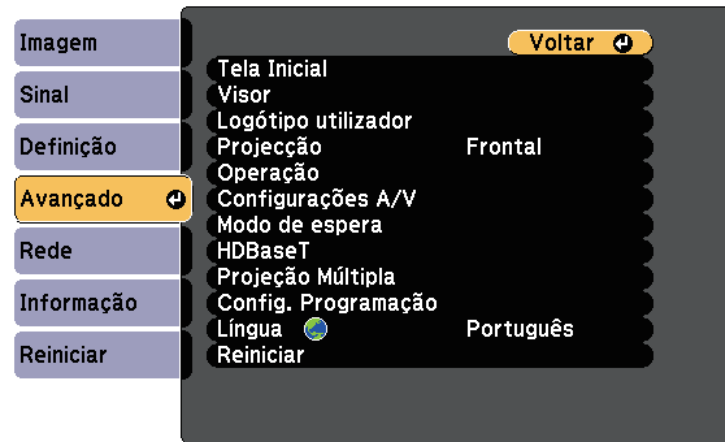 Imagem
Sinal
Definição
Avançado
Rede
Informação
Reiniciar
Voltar
Tela Inicial
Visor
Logótipo utilizador
Projecção Frontal
Operação
Configurações A/V
Modo de espera
HDBaseT
Projeção Múltipla
Config. Programação
Língua Português
Reiniciar